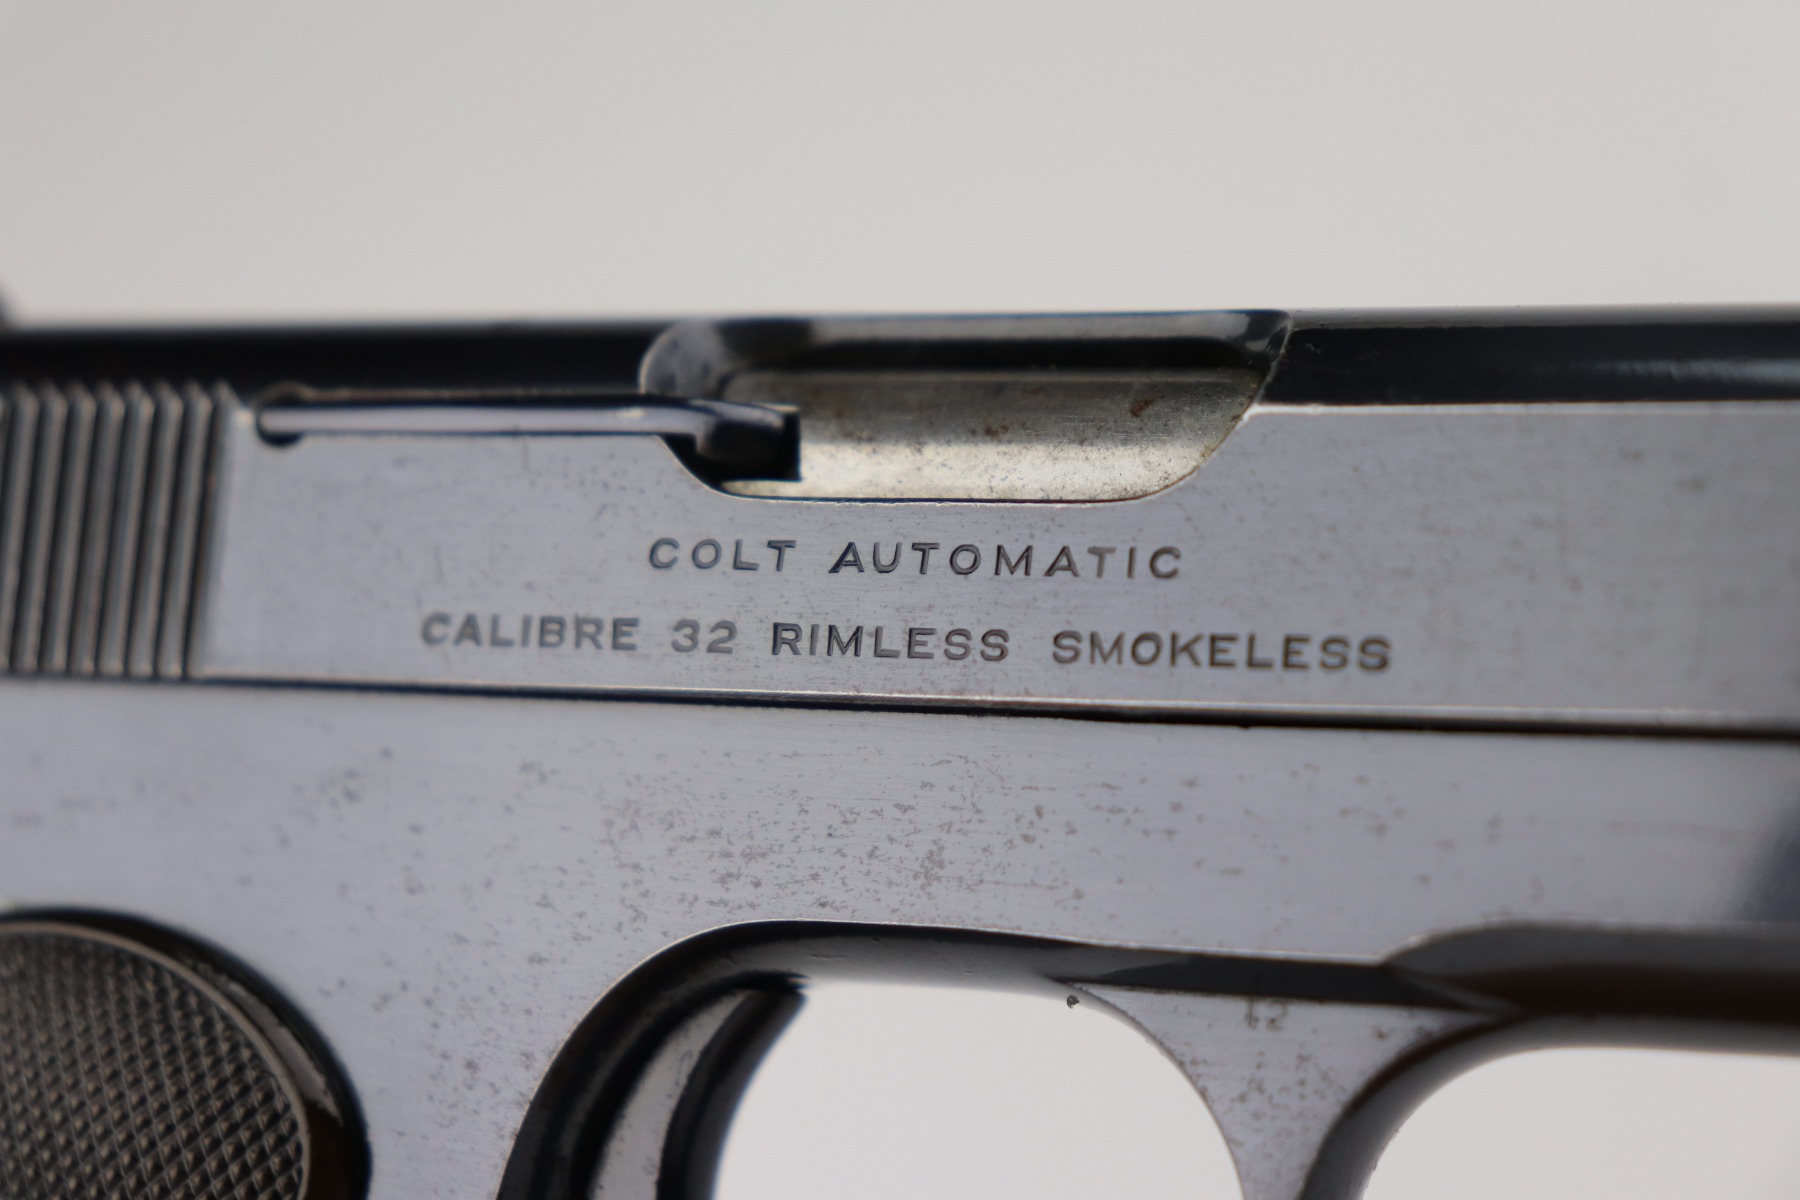 COLT AUTOMATIC
CALIBRE 32 RIMLESS SMOKELESS